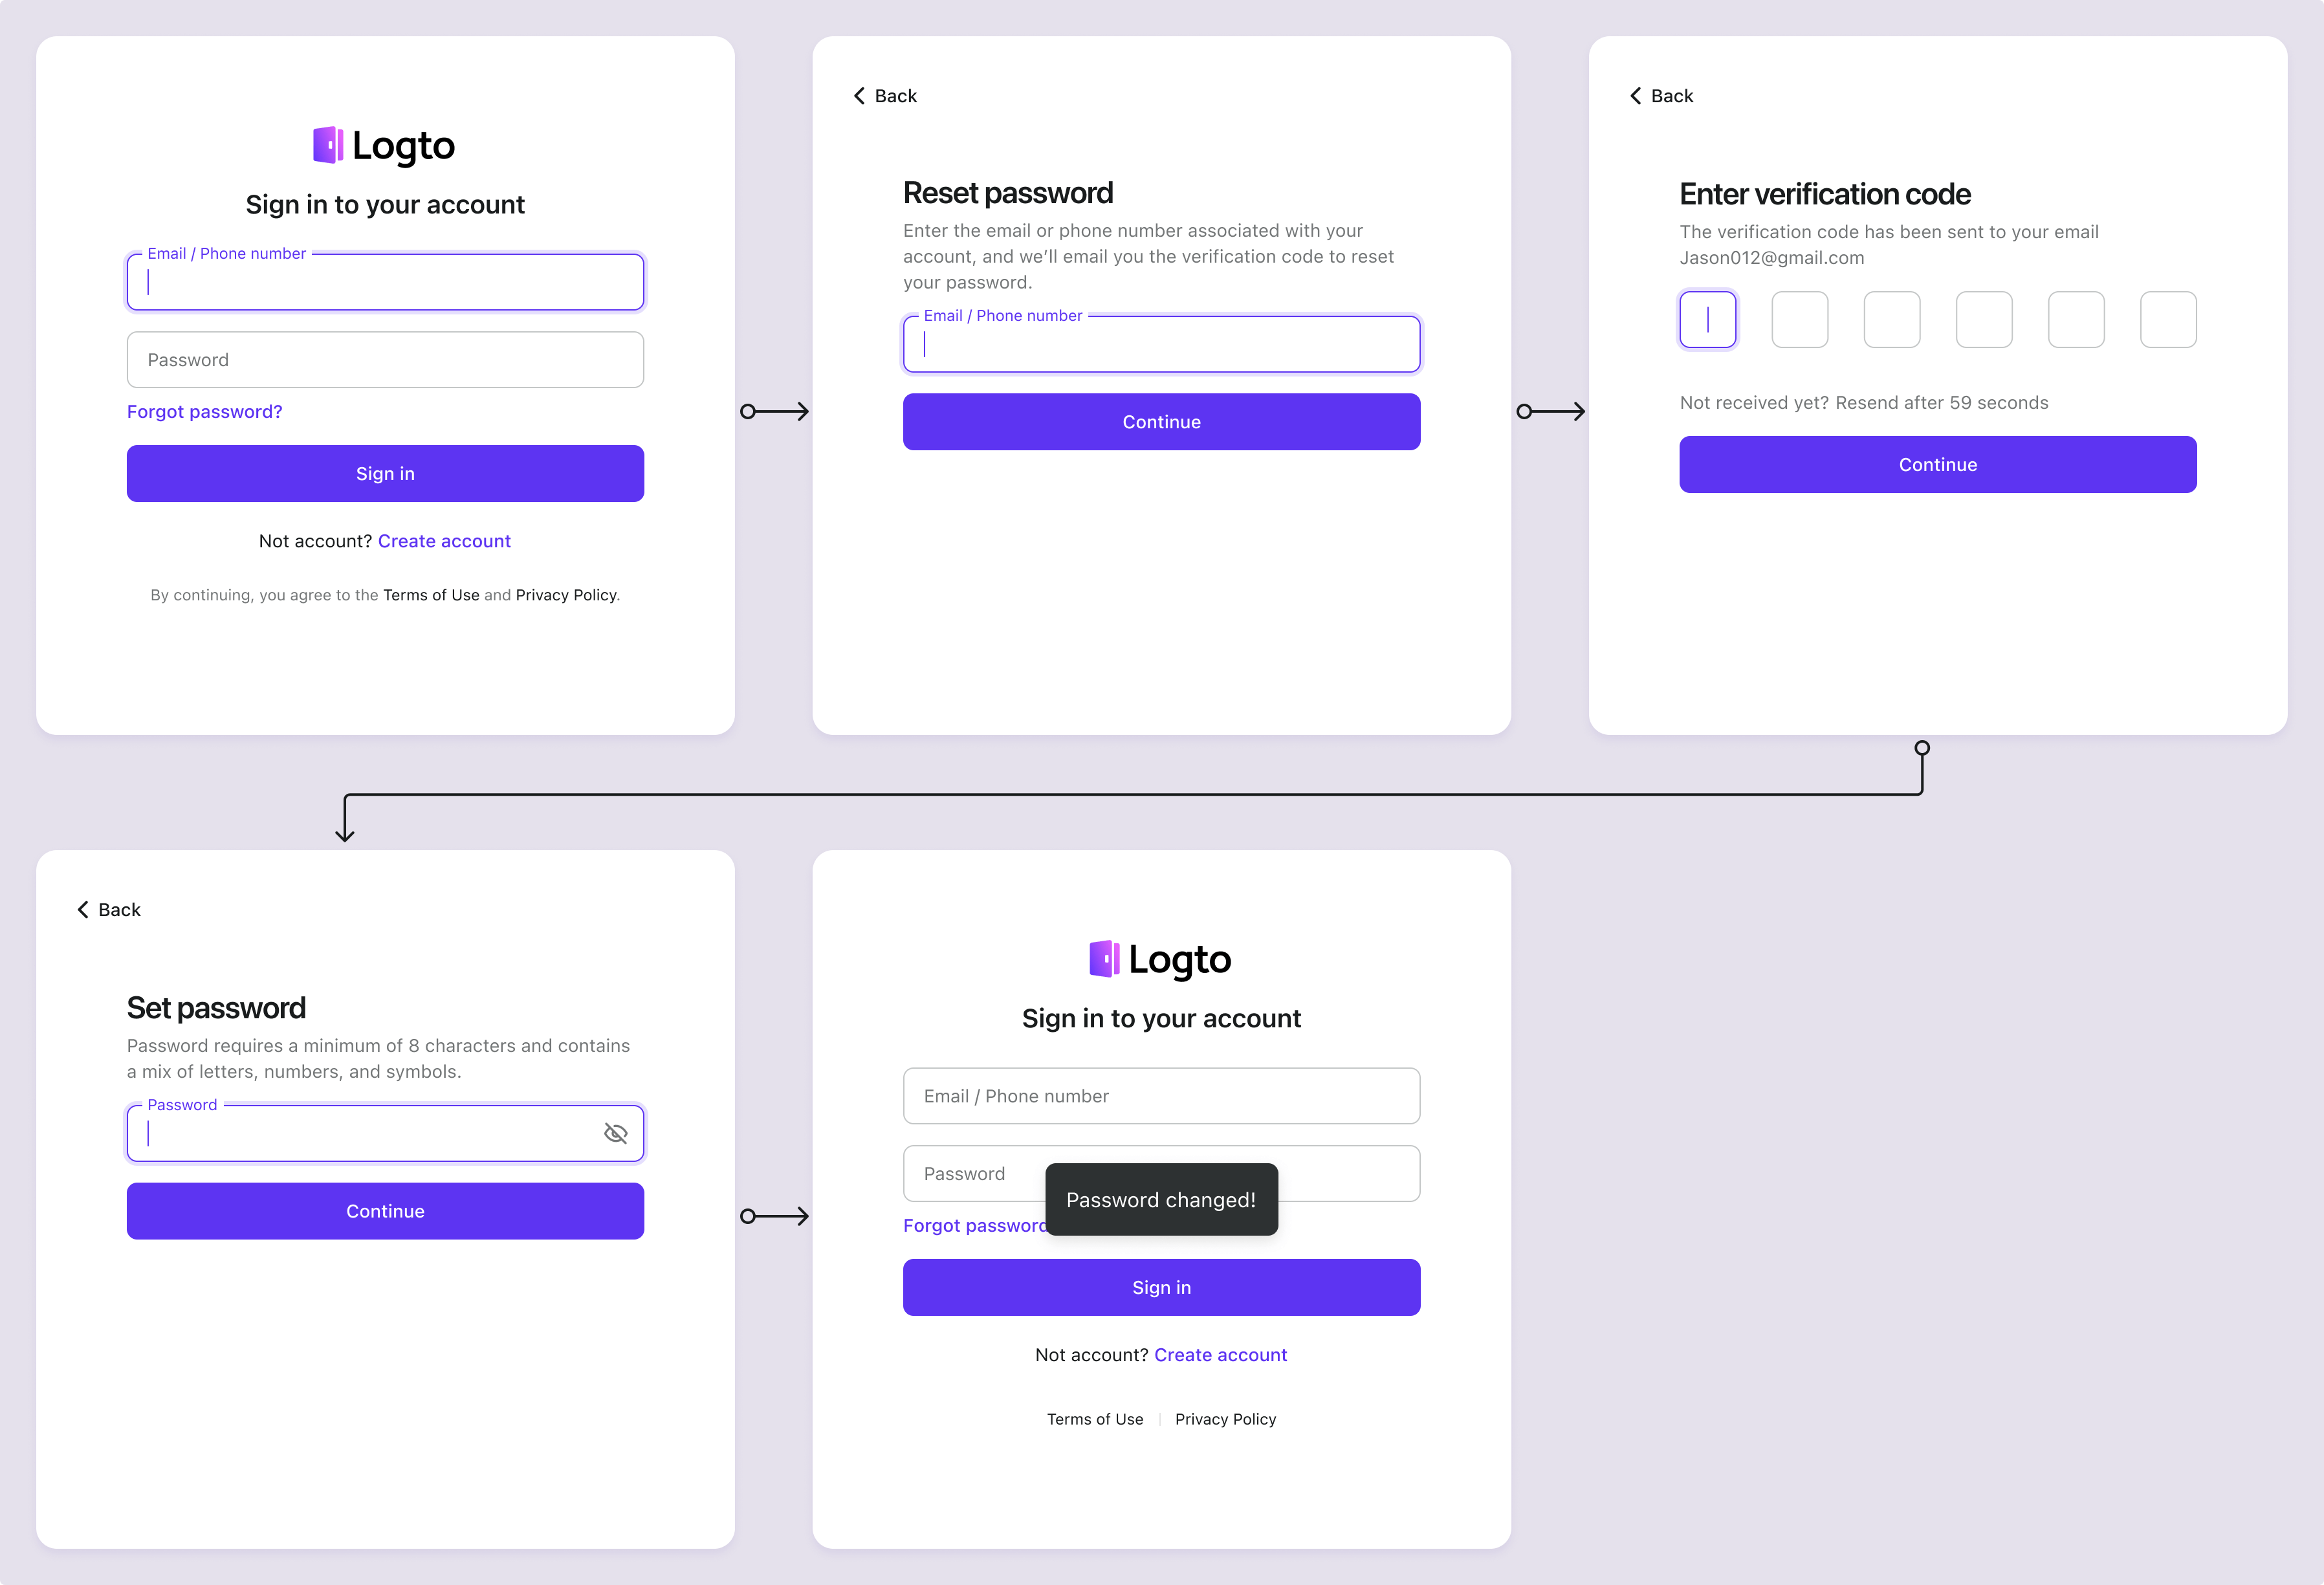 Logto
Sign in to your account
Email / Phone number
Password
Forgot password?
Sign in
Not account? Create account
By continuing, you agree to the Terms of Use and Privacy Policy.
Back
Reset password
Enter the email or phone number associated with your
account, and we’ll email you the verification code to reset
your password.
Email / Phone number
Continue
Back
Enter verification code
The verification code has been sent to your email
Jason012@gmail.com
Not received yet? Resend after 59 seconds
Continue
Back
Set password
Password requires a minimum of 8 characters and contains
a mix of letters, numbers, and symbols.
Password
Continue
Logto
Sign in to your account
Email / Phone number
Password
Password changed!
Forgot password
Sign in
Not account? Create account
Terms of Use | Privacy Policy